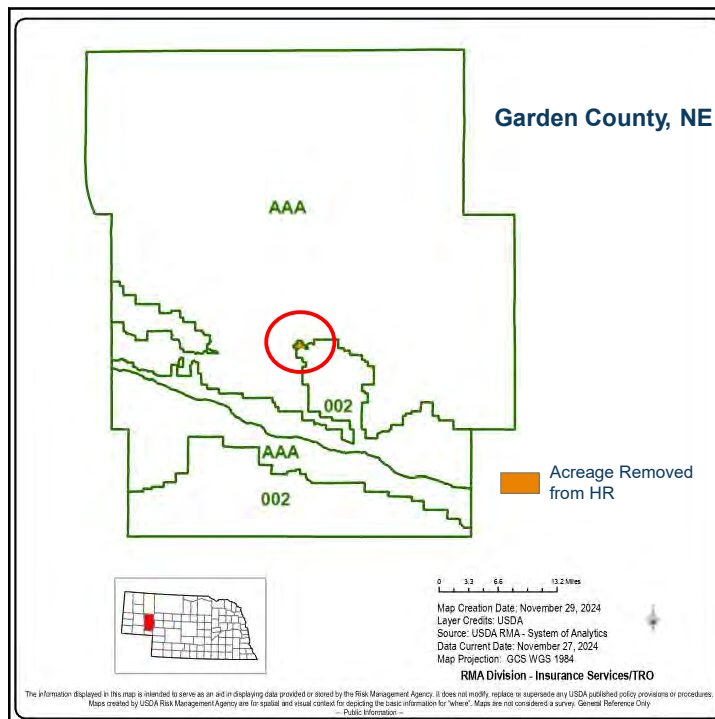 Garden County, NE
AAA
002
AAA
002
Acreage Removed
from HR
0 3.3 6.6 13.2 Miles
Map Creation Date: November 29, 2024
Layer Credits: USDA
Source: USDA RMA - System of Analytics
Data Current Date: November 27, 2024
Map Projection: GCS WGS 1984
RMA Division - Insurance Services/TRO
The information displayed in this map is intended to serve as an aid in displaying data provided or stored by the Risk Management Agency. It does not modify, replace or supersede any USDA published policy provisions or procedures.
Maps created by USDA Risk Management Agency are for spatial and visual context for depicting the basic information for "where". Maps are not considered a survey. General Reference Only
-- Public Information --